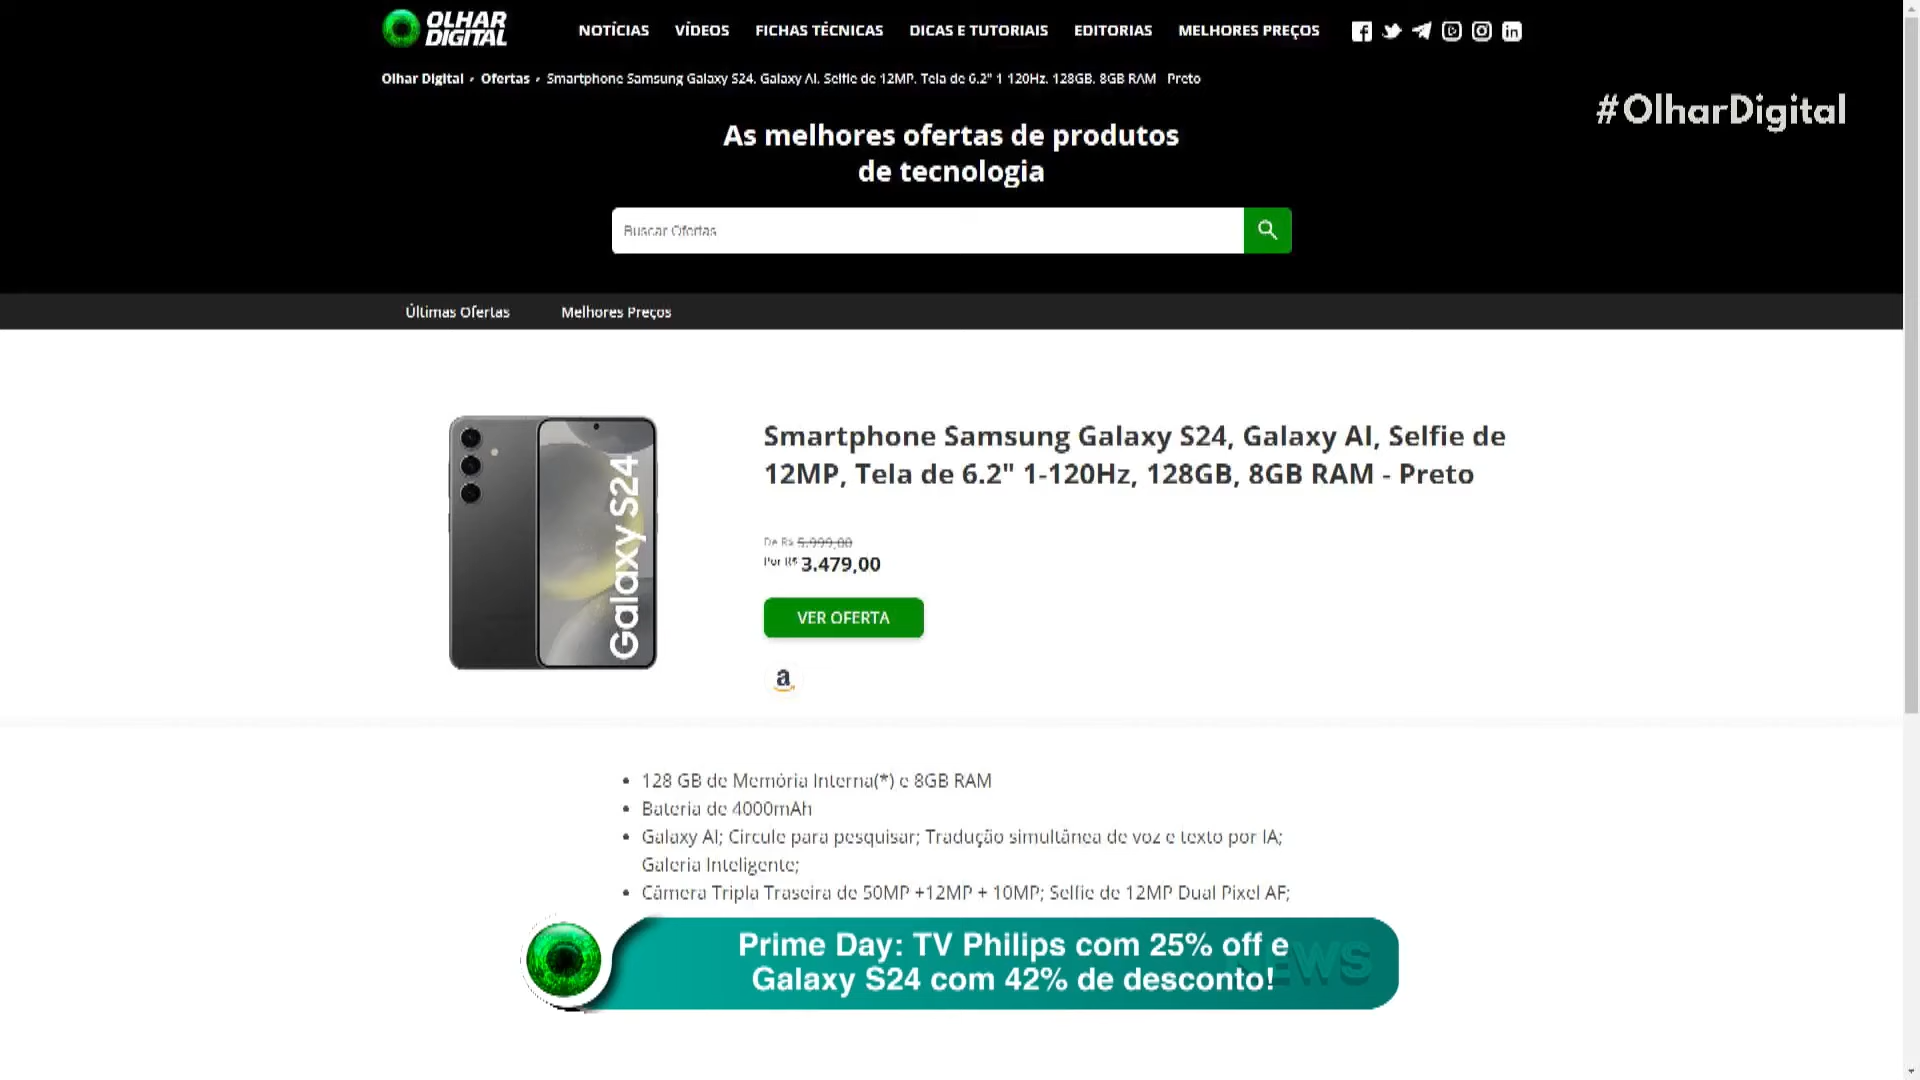 OLHAR DIGITAL
NOTÍCIAS VÍDEOS FICHAS TÉCNICAS DICAS E TUTORIAIS EDITORIAS MELHORES PREÇOS
Olhar Digital Ofertas Smartphone Samsung Galaxy S24, Galaxy AI, Selfie de 12MP, Tela de 6.2" 1-120Hz, 128GB, 8GB RAM - Preto
#OlharDigital
As melhores ofertas de produtos
de tecnologia
Buscar Ofertas
Últimas Ofertas Melhores Preços
Galaxy S24
Smartphone Samsung Galaxy S24, Galaxy AI, Selfie de
12MP, Tela de 6.2" 1-120Hz, 128GB, 8GB RAM - Preto
De R$ 5.999,00
Por R$ 3.479,00
VER OFERTA
a
• 128 GB de Memória Interna(*) e 8GB RAM
• Bateria de 4000mAh
• Galaxy AI; Circule para pesquisar; Tradução simultânea de voz e texto por IA;
Galeria Inteligente;
• Câmera Tripla Traseira de 50MP +12MP + 10MP; Selfie de 12MP Dual Pixel AF;
Prime Day: TV Philips com 25% off e
Galaxy S24 com 42% de desconto!
NEWS